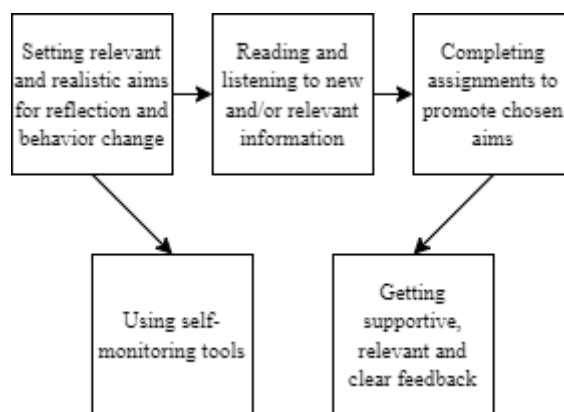 Setting relevant
and realistic aims
for reflection and
behavior change
Reading and
listening to new
and/or relevant
information
Completing
assignments to
promote chosen
aims
Using self-
monitoring tools
Getting
supportive,
relevant and
clear feedback